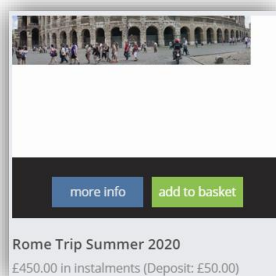 more info
add to basket
Rome Trip Summer 2020
£450.00 in instalments (Deposit: £50.00)